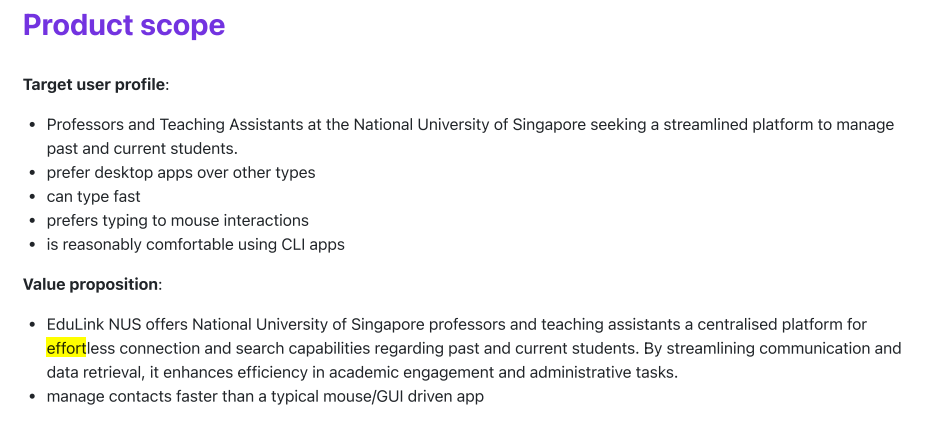 Product scope
Target user profile:
• Professors and Teaching Assistants at the National University of Singapore seeking a streamlined platform to manage
past and current students.
• prefer desktop apps over other types
• can type fast
• prefers typing to mouse interactions
• is reasonably comfortable using CLI apps
Value proposition:
• EduLink NUS offers National University of Singapore professors and teaching assistants a centralised platform for
effortless connection and search capabilities regarding past and current students. By streamlining communication and
data retrieval, it enhances efficiency in academic engagement and administrative tasks.
• manage contacts faster than a typical mouse/GUI driven app